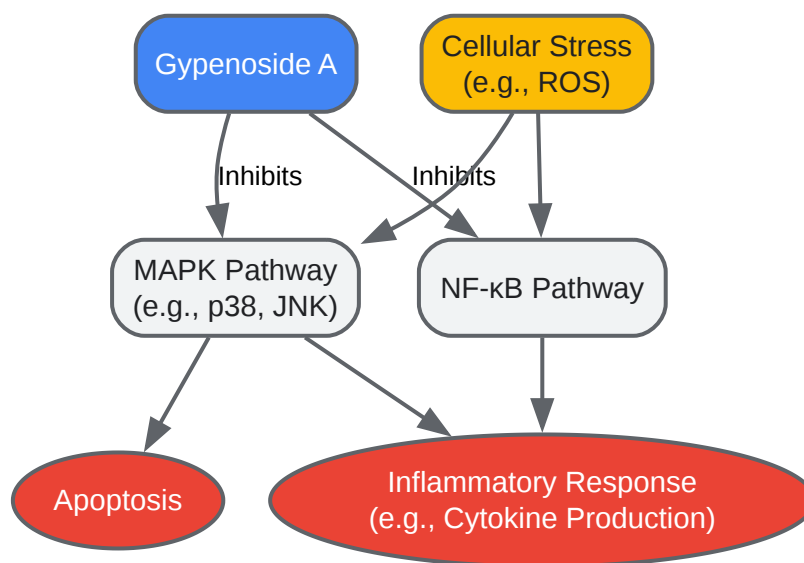 Gypenoside A
Cellular Stress
(e.g., ROS)
Inhibits
Inhibits
MAPK Pathway
(e.g., p38, JNK)
NF-κB Pathway
Apoptosis
Inflammatory Response
(e.g., Cytokine Production)